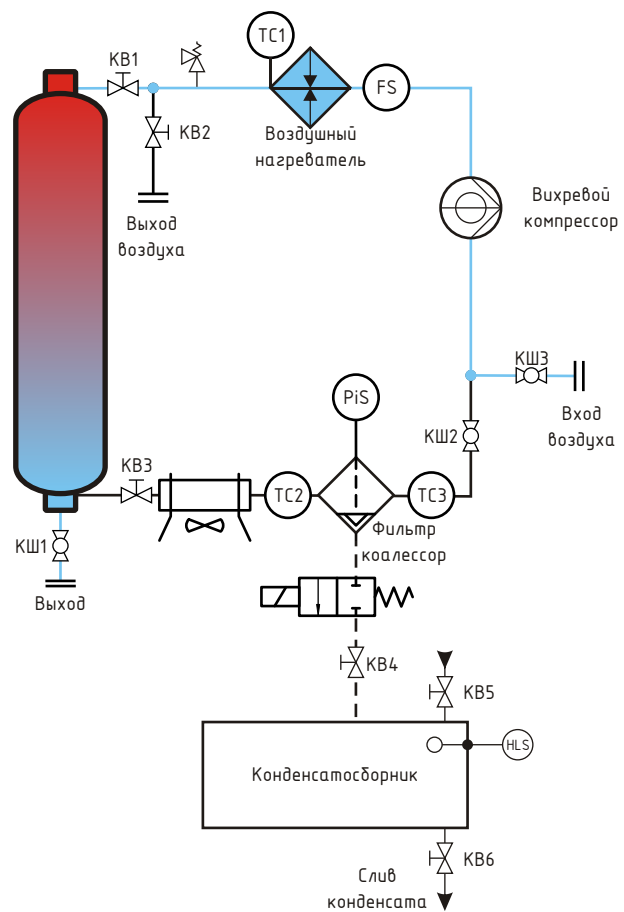 TC1
КВ1
FS
КВ2
Воздушный
нагреватель
Выход
воздуха
Вихревой
компрессор
КШ3
PiS
Вход
воздуха
КШ2
КВ3
TC2
TC3
Фильтр
коалессор
КШ1
Выход
КВ4
КВ5
HLS
Конденсатосборник
КВ6
Слив
конденсата